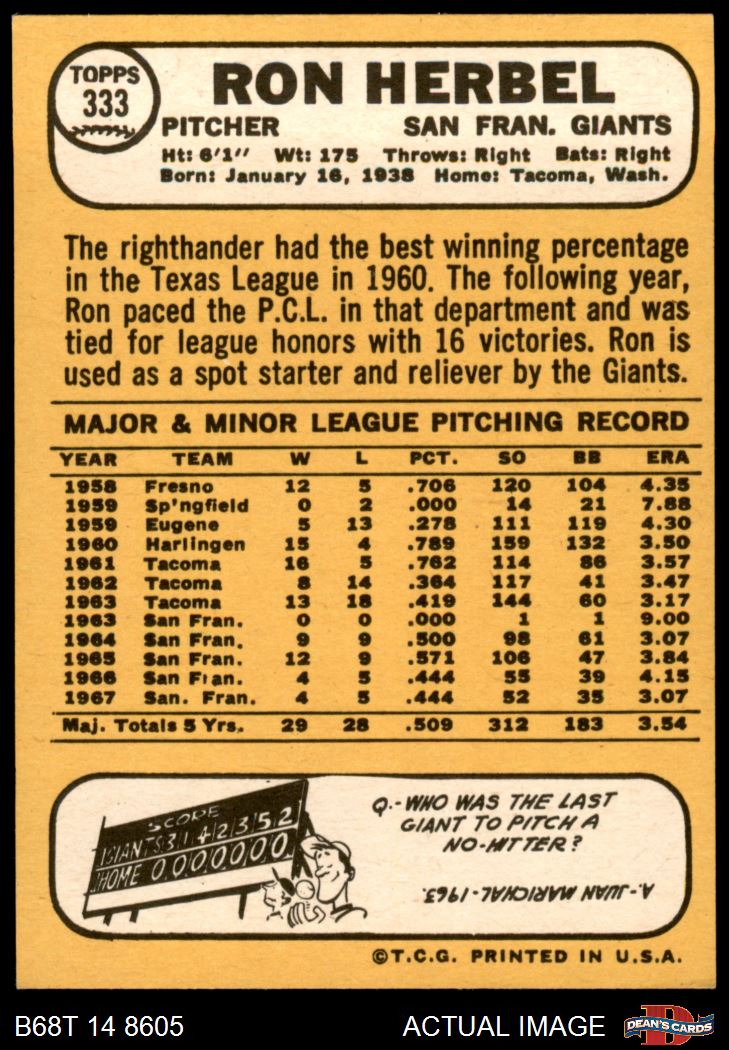 TOPPS
333
RON HERBEL
PITCHER SAN FRAN. GIANTS
Ht: 6'1" Wt: 175 Throws: Right Bats: Right
Born: January 16, 1938 Home: Tacoma, Wash.
The righthander had the best winning percentage
in the Texas League in 1960. The following year,
Ron paced the P.C.L. in that department and was
tied for league honors with 16 victories. Ron is
used as a spot starter and reliever by the Giants.
MAJOR & MINOR LEAGUE PITCHING RECORD
YEAR TEAM W L PCT. SO BB ERA
1958 Fresno 12 5 .706 120 104 4.35
1959 Sp'ngfield 0 2 .000 14 21 7.88
1959 Eugene 5 13 .278 111 119 4.30
1960 Harlingen 15 4 .789 159 132 3.50
1961 Tacoma 16 5 .762 114 86 3.57
1962 Tacoma 8 14 .364 117 41 3.47
1963 Tacoma 13 18 .419 144 60 3.17
1963 San Fran. 0 0 .000 1 1 9.00
1964 San Fran. 9 9 .500 98 61 3.07
1965 San Fran. 12 9 .571 106 47 3.84
1966 San Fran. 4 5 .444 55 39 4.15
1967 San. Fran. 4 5 .444 52 35 3.07
Maj. Totals 5 Yrs. 29 28 .509 312 183 3.54
SCORE
GIANTS 3 1 4 2 3 5 2
HOME 0 0 0 0 0 0 0
Q.-WHO WAS THE LAST
GIANT TO PITCH A
NO-HITTER?
A.-JUAN MARICHAL-1963.
©T.C.G. PRINTED IN U.S.A.
B68T 14 8605 ACTUAL IMAGE
DEAN'S CARDS